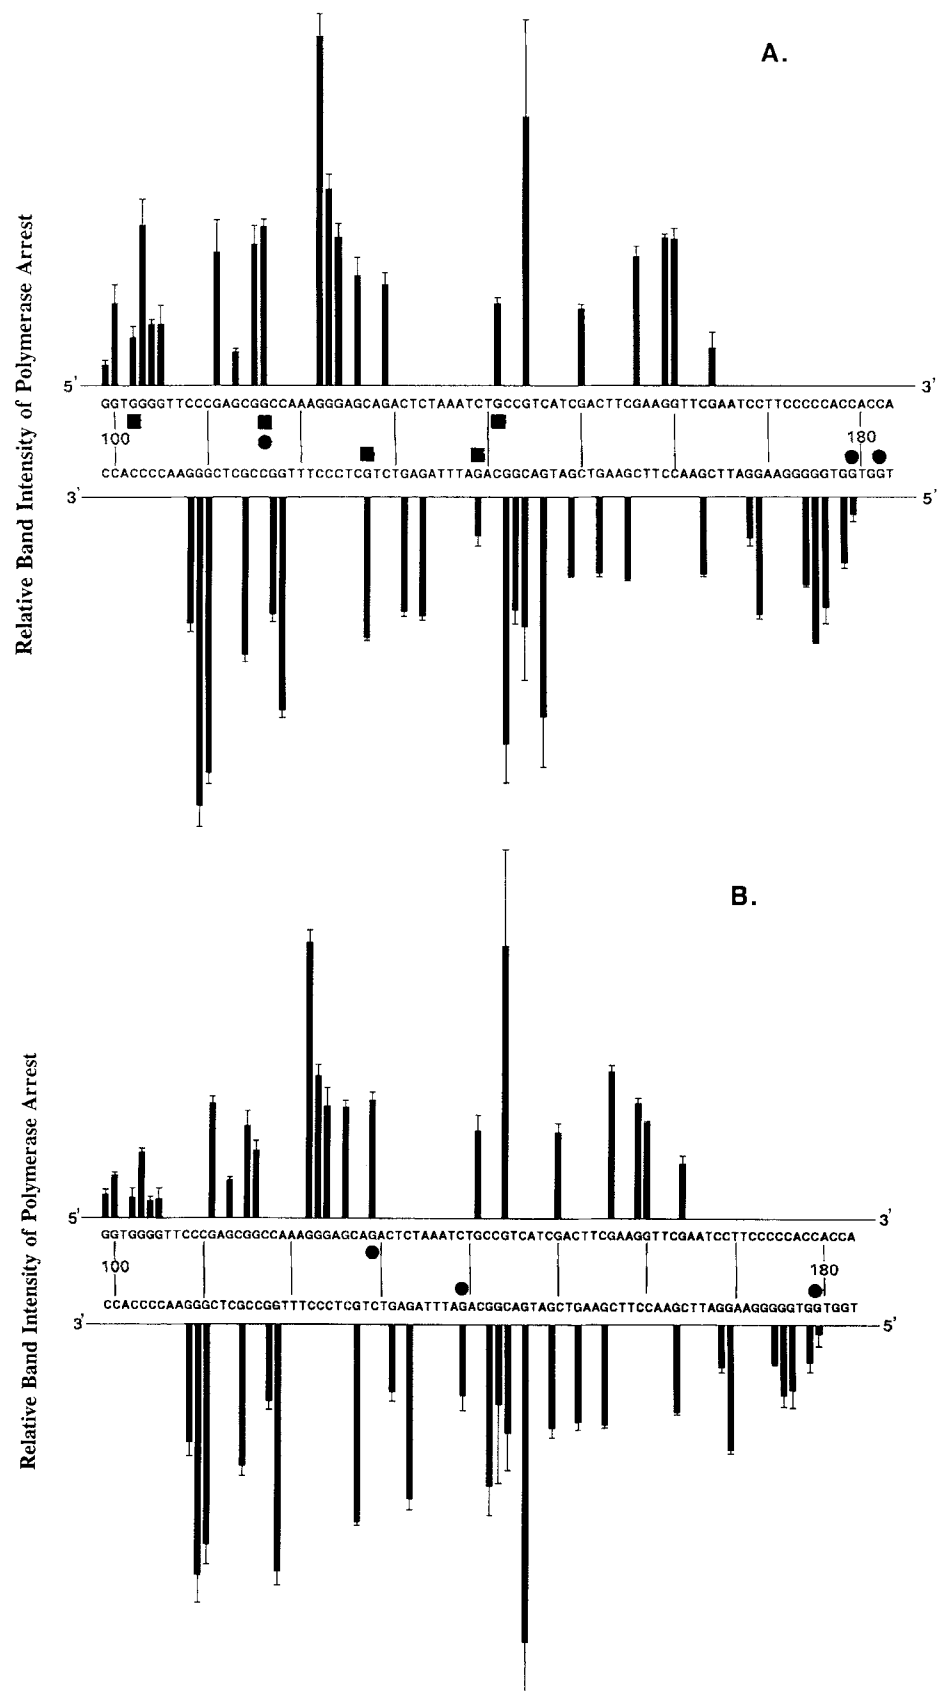 A.
Relative Band Intensity of Polymerase Arrest
5' 3'
GGTGGGGTTCCCGAGCGGCCAAAGGGAGCAGACTCTAAATCTGCCGTCATCGACTTCGAAGGTTCGAATCCTTCCCCCACCACCA
100 180
CCACCCCAAGGGCTCGCCGGTTTCCCTCGTCTGAGATTTAGACGGCAGTAGCTGAAGCTTCCAAGCTTAGGAAGGGGGTGGTGGT
3' 5'
B.
Relative Band Intensity of Polymerase Arrest
5' 3'
GGTGGGGTTCCCGAGCGGCCAAAGGGAGCAGACTCTAAATCTGCCGTCATCGACTTCGAAGGTTCGAATCCTTCCCCCACCACCA
100 180
CCACCCCAAGGGCTCGCCGGTTTCCCTCGTCTGAGATTTAGACGGCAGTAGCTGAAGCTTCCAAGCTTAGGAAGGGGGTGGTGGT
3' 5'